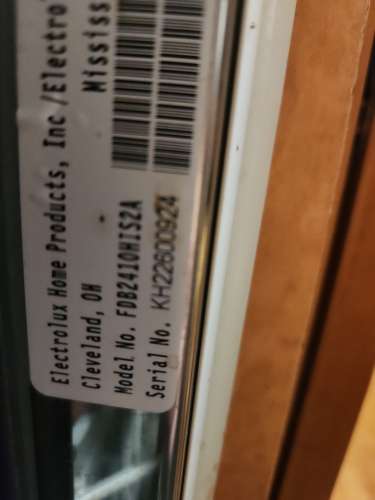 Electrolux Home Products, Inc /Electro
Cleveland, OH Mississ
Model No. FDB2410HIS2A
Serial No. KH22600924